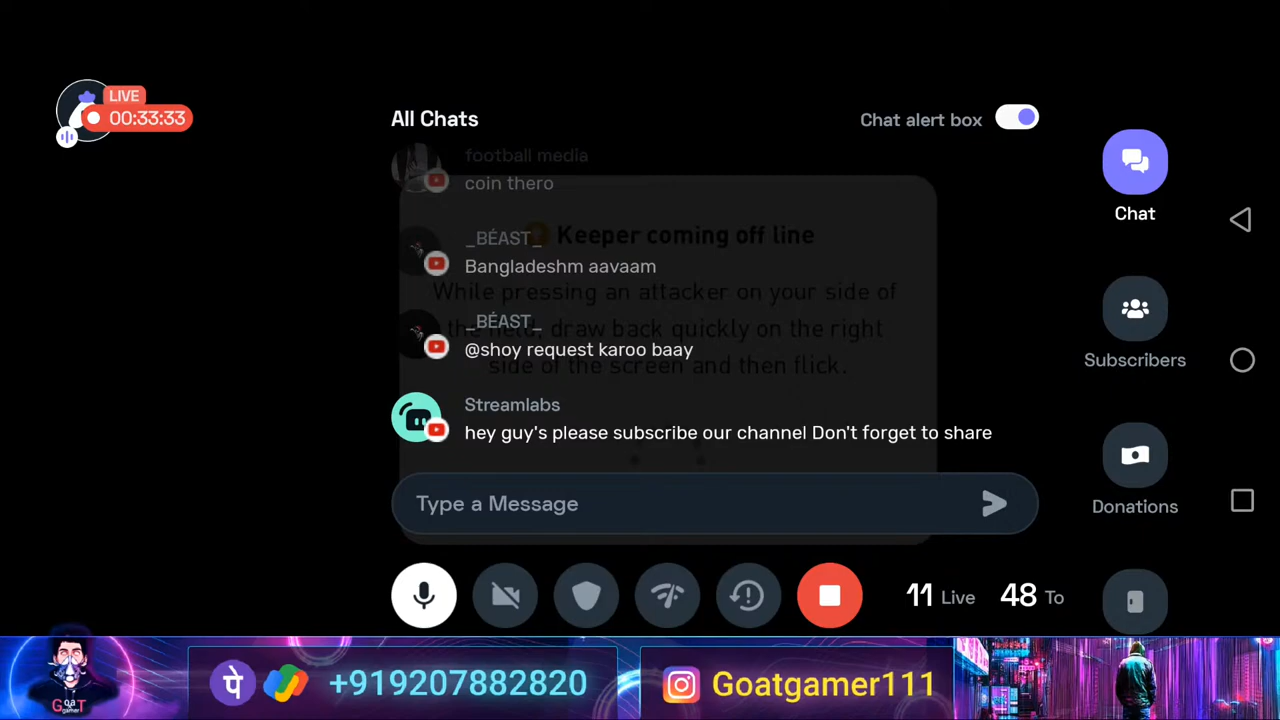 LIVE
00:33:33
All Chats
Chat alert box
football media
coin thero
_BÉAST_
Bangladeshm aavaam
_BÉAST_
@shoy request karoo baay
Streamlabs
hey guy's please subscribe our channel Don't forget to share
Keeper coming off line
While pressing an attacker on your side of
the field, draw back quickly on the right
side of the screen and then flick.
Type a Message
11 Live 48 To
Chat
Subscribers
Donations
GoaT
gamer
पे +919207882820
Goatgamer111